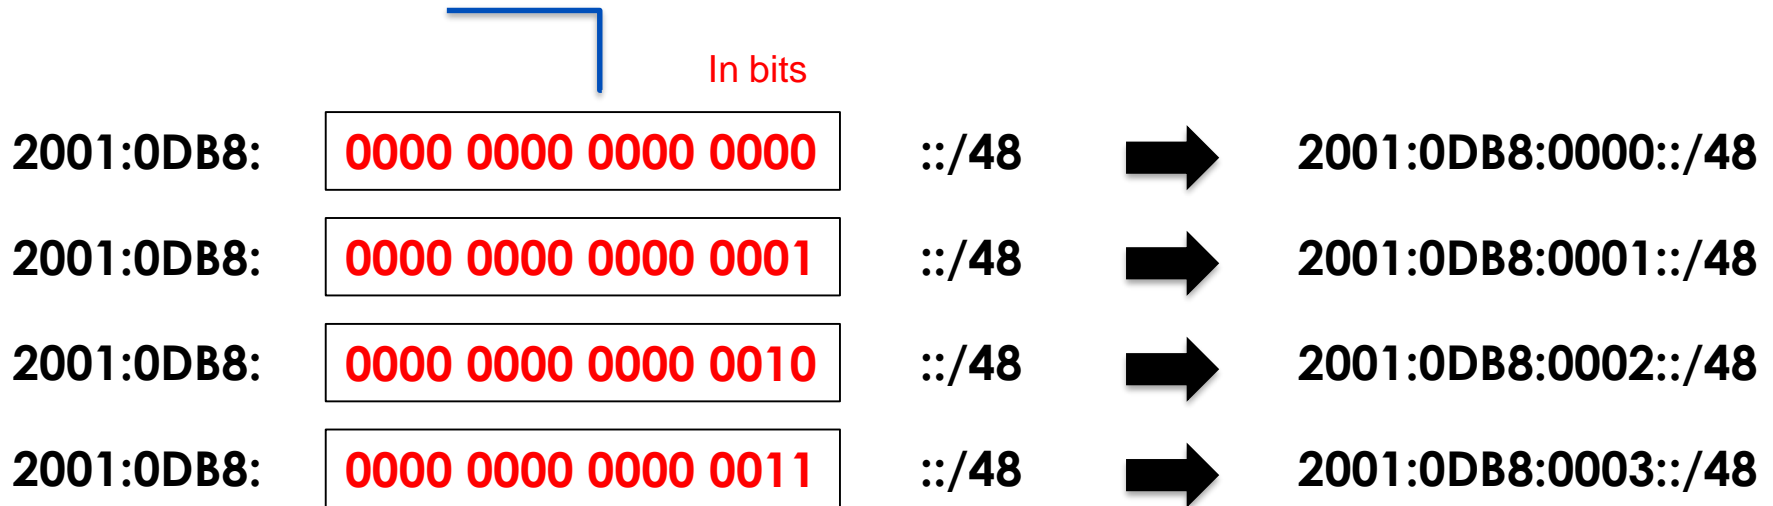 In bits
2001:0DB8: 0000 0000 0000 0000 ::/48 2001:0DB8:0000::/48
2001:0DB8: 0000 0000 0000 0001 ::/48 2001:0DB8:0001::/48
2001:0DB8: 0000 0000 0000 0010 ::/48 2001:0DB8:0002::/48
2001:0DB8: 0000 0000 0000 0011 ::/48 2001:0DB8:0003::/48